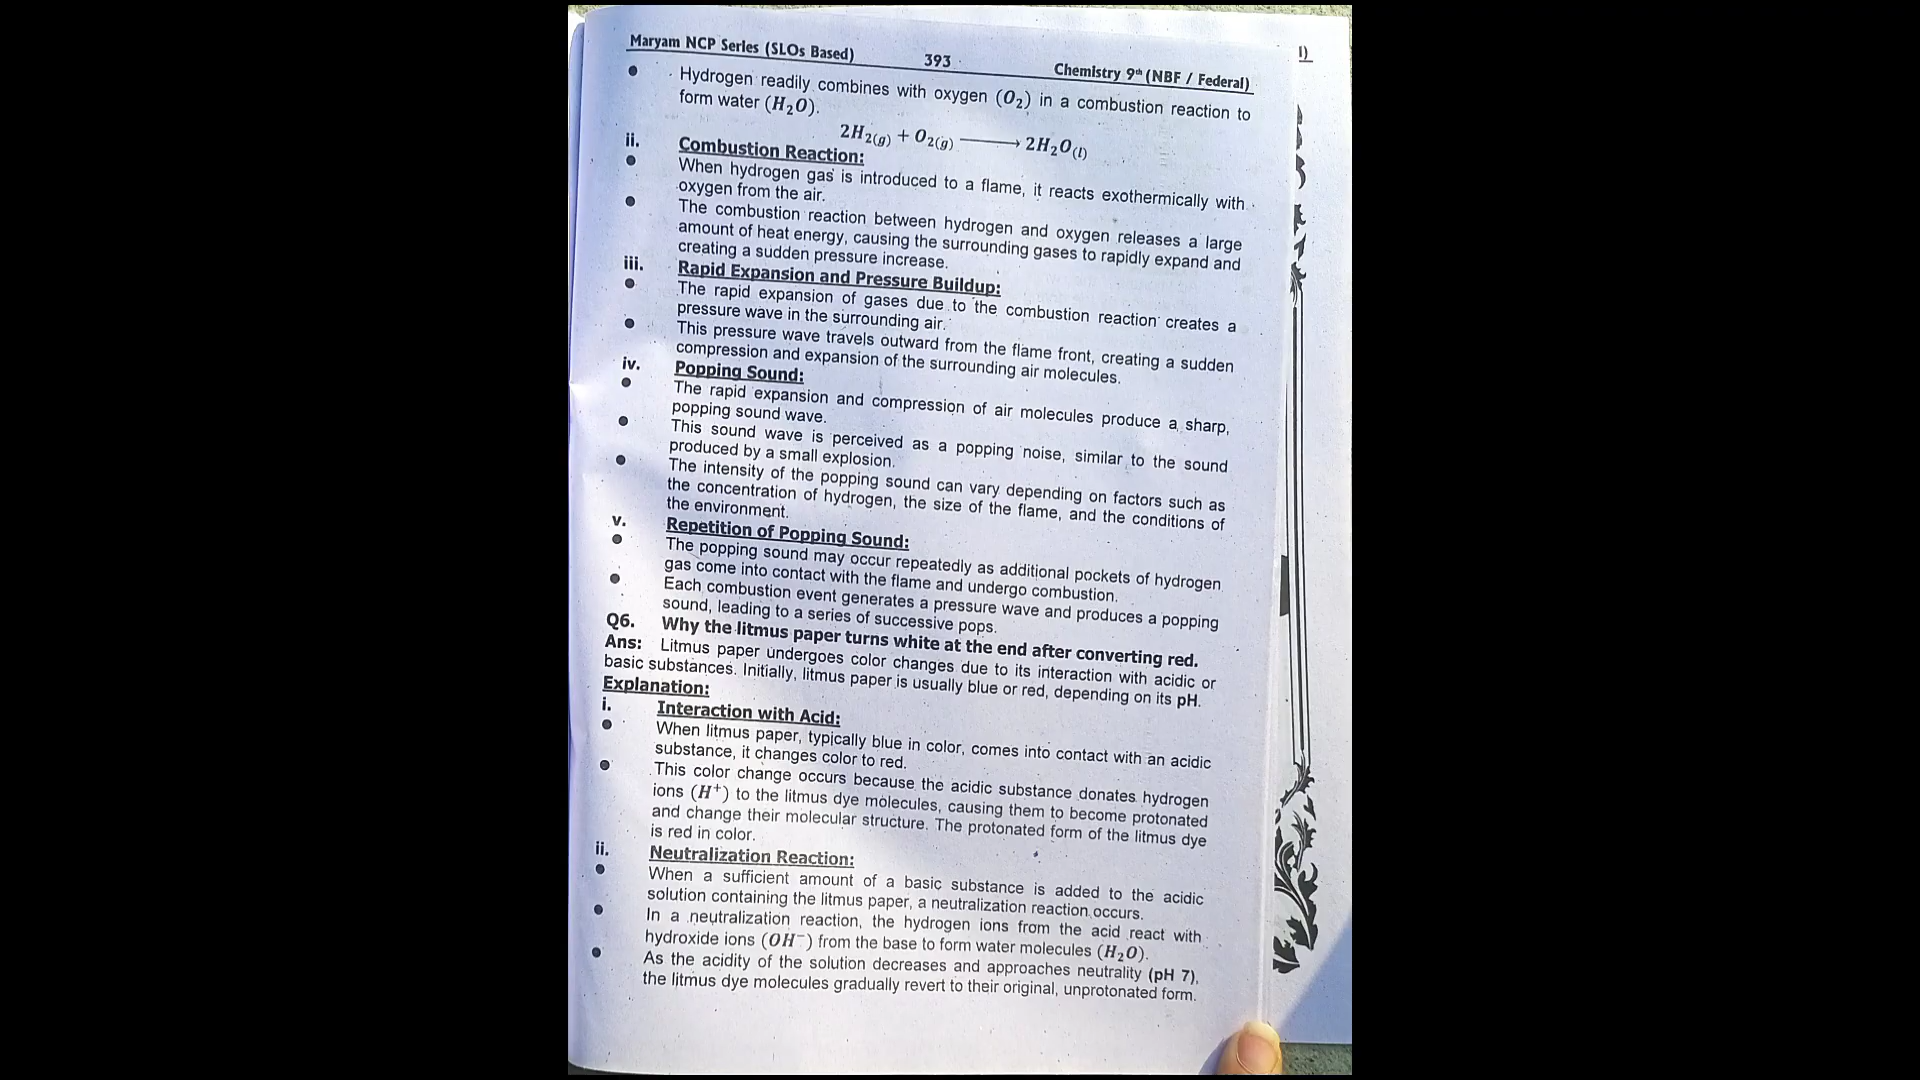 Maryam NCP Series (SLOs Based) 393 Chemistry 9th (NBF / Federal)
1)
● Hydrogen readily combines with oxygen (O₂) in a combustion reaction to
form water (H₂O).
2H₂(g) + O₂(g) ⟶ 2H₂O(l)
ii. Combustion Reaction:
● When hydrogen gas is introduced to a flame, it reacts exothermically with
oxygen from the air.
● The combustion reaction between hydrogen and oxygen releases a large
amount of heat energy, causing the surrounding gases to rapidly expand and
creating a sudden pressure increase.
iii. Rapid Expansion and Pressure Buildup:
● The rapid expansion of gases due to the combustion reaction creates a
pressure wave in the surrounding air.
● This pressure wave travels outward from the flame front, creating a sudden
compression and expansion of the surrounding air molecules.
iv. Popping Sound:
● The rapid expansion and compression of air molecules produce a sharp,
popping sound wave.
● This sound wave is perceived as a popping noise, similar to the sound
produced by a small explosion.
● The intensity of the popping sound can vary depending on factors such as
the concentration of hydrogen, the size of the flame, and the conditions of
the environment.
v. Repetition of Popping Sound:
● The popping sound may occur repeatedly as additional pockets of hydrogen
gas come into contact with the flame and undergo combustion.
● Each combustion event generates a pressure wave and produces a popping
sound, leading to a series of successive pops.
Q6. Why the litmus paper turns white at the end after converting red.
Ans: Litmus paper undergoes color changes due to its interaction with acidic or
basic substances. Initially, litmus paper is usually blue or red, depending on its pH.
Explanation:
i. Interaction with Acid:
● When litmus paper, typically blue in color, comes into contact with an acidic
substance, it changes color to red.
● This color change occurs because the acidic substance donates hydrogen
ions (H⁺) to the litmus dye molecules, causing them to become protonated
and change their molecular structure. The protonated form of the litmus dye
is red in color.
ii. Neutralization Reaction:
● When a sufficient amount of a basic substance is added to the acidic
solution containing the litmus paper, a neutralization reaction occurs.
● In a neutralization reaction, the hydrogen ions from the acid react with
hydroxide ions (OH⁻) from the base to form water molecules (H₂O).
● As the acidity of the solution decreases and approaches neutrality (pH 7),
the litmus dye molecules gradually revert to their original, unprotonated form.